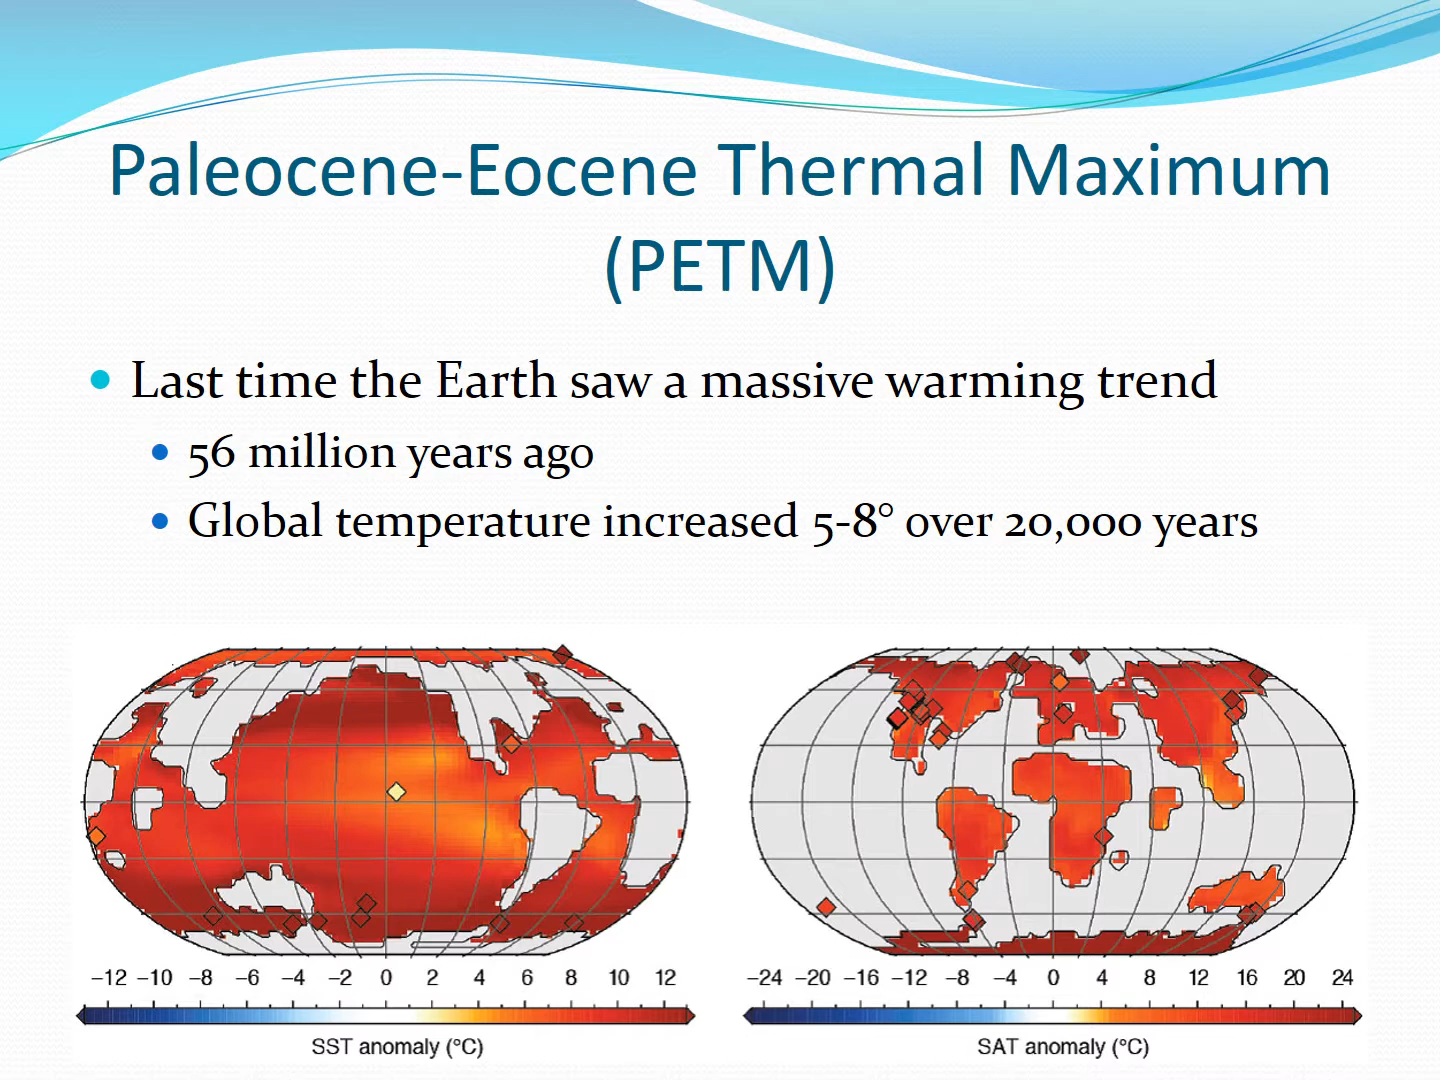 Paleocene-Eocene Thermal Maximum
(PETM)
Last time the Earth saw a massive warming trend
56 million years ago
Global temperature increased 5-8° over 20,000 years
−12 −10 −8 −6 −4 −2 0 2 4 6 8 10 12
SST anomaly (°C)
−24 −20 −16 −12 −8 −4 0 4 8 12 16 20 24
SAT anomaly (°C)